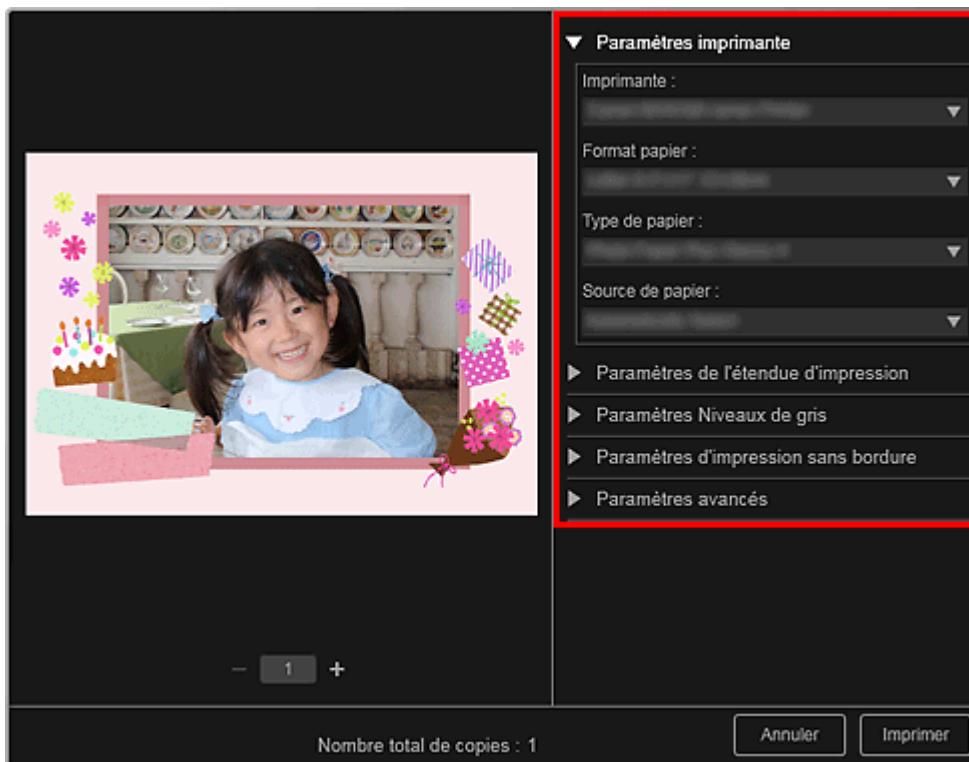 Paramètres imprimante
Imprimante :
Format papier :
Type de papier :
Source de papier :
Paramètres de l'étendue d'impression
Paramètres Niveaux de gris
Paramètres d'impression sans bordure
Paramètres avancés
− 1 +
Nombre total de copies : 1
Annuler
Imprimer